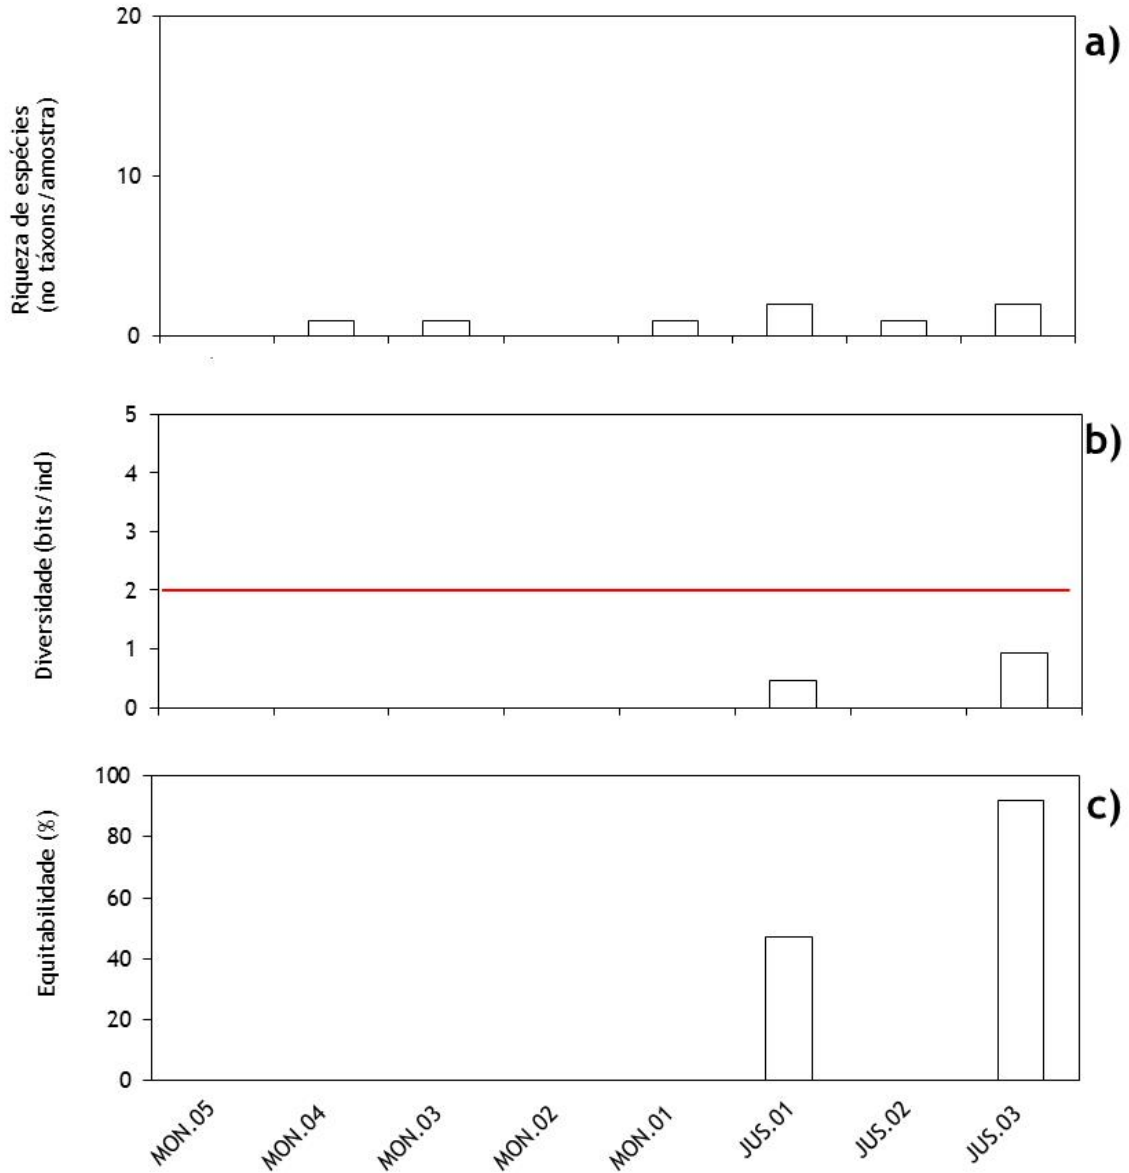 a)
Riqueza de espécies
(no táxons/amostra)
20
10
0
b)
Diversidade (bits/ind)
5
4
3
2
1
0
c)
Equitabilidade (%)
100
80
60
40
20
0
MON.05
MON.04
MON.03
MON.02
MON.01
JUS.01
JUS.02
JUS.03